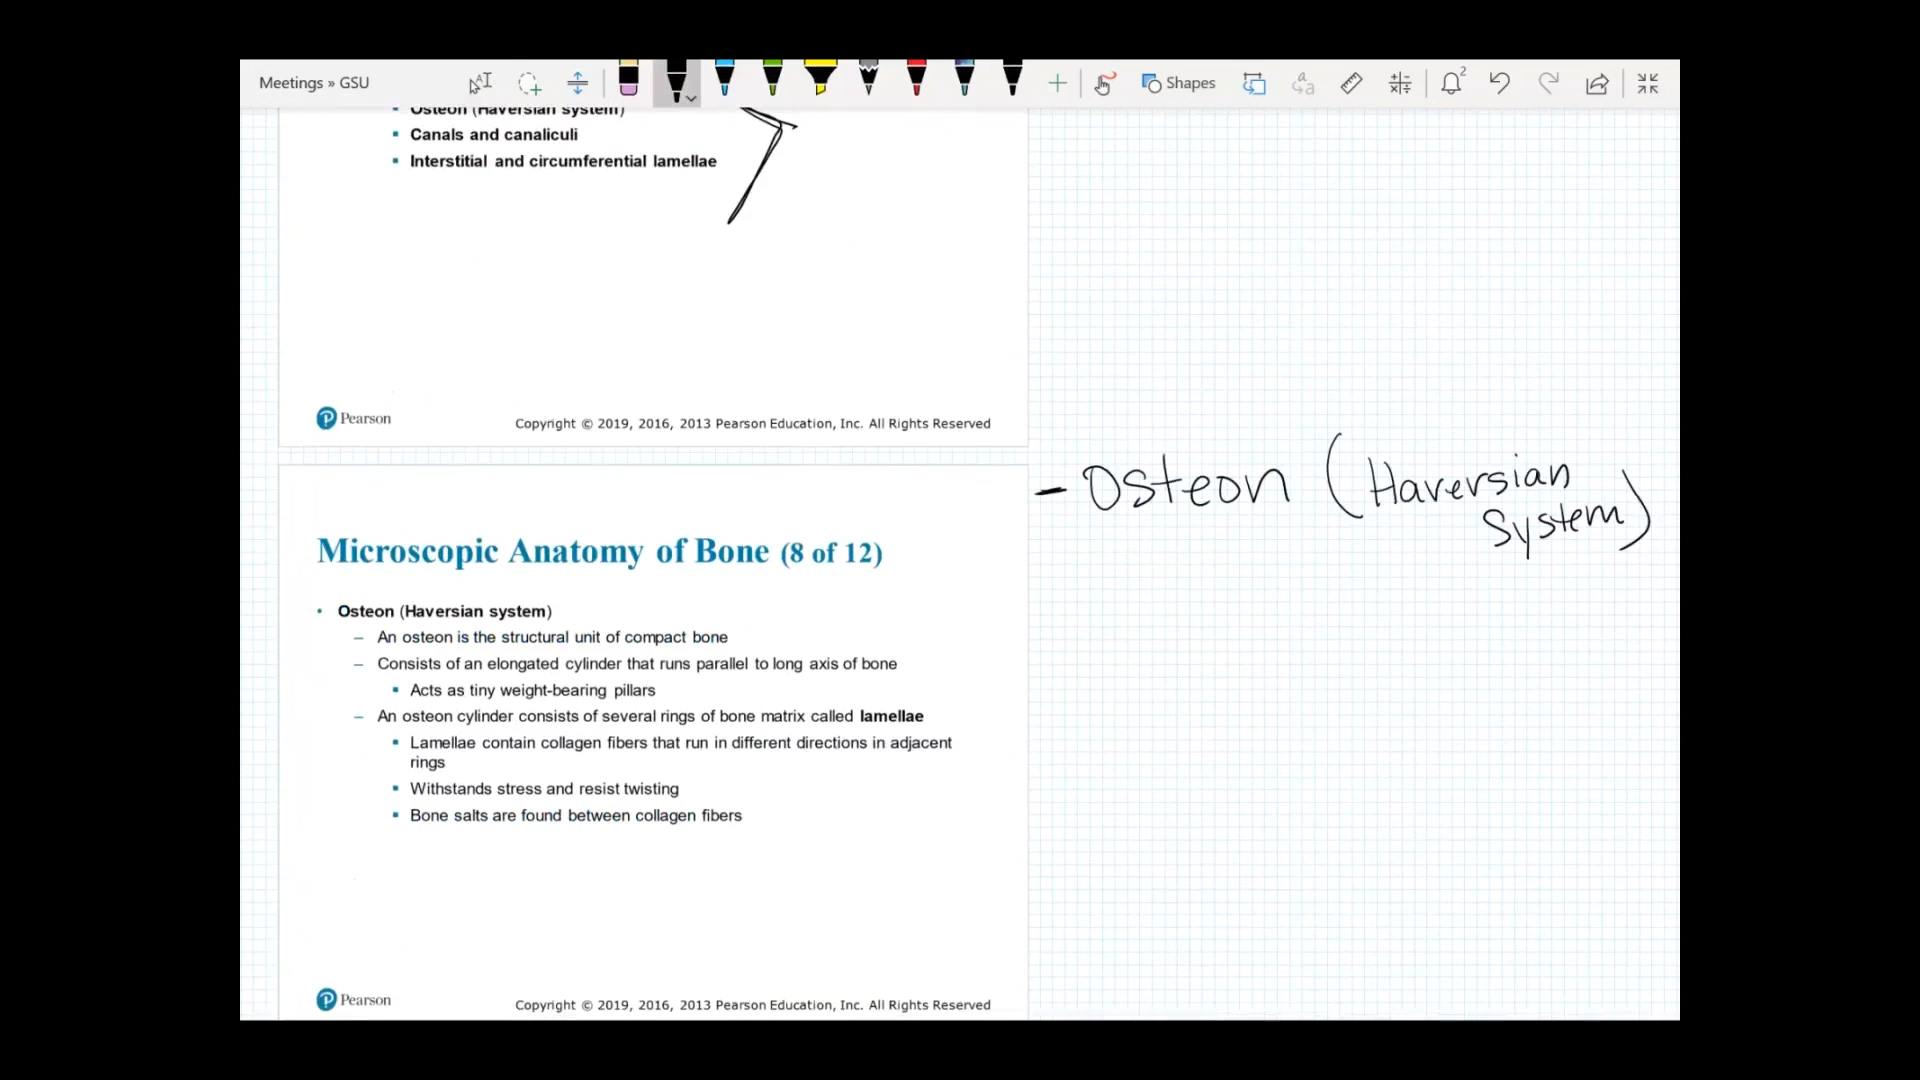 Meetings » GSU
Shapes
2
▪ Osteon (Haversian system)
▪ Canals and canaliculi
▪ Interstitial and circumferential lamellae
Pearson
Copyright © 2019, 2016, 2013 Pearson Education, Inc. All Rights Reserved
- Osteon (Haversian
System)
Microscopic Anatomy of Bone (8 of 12)
• Osteon (Haversian system)
– An osteon is the structural unit of compact bone
– Consists of an elongated cylinder that runs parallel to long axis of bone
▪ Acts as tiny weight-bearing pillars
– An osteon cylinder consists of several rings of bone matrix called lamellae
▪ Lamellae contain collagen fibers that run in different directions in adjacent
rings
▪ Withstands stress and resist twisting
▪ Bone salts are found between collagen fibers
Pearson
Copyright © 2019, 2016, 2013 Pearson Education, Inc. All Rights Reserved